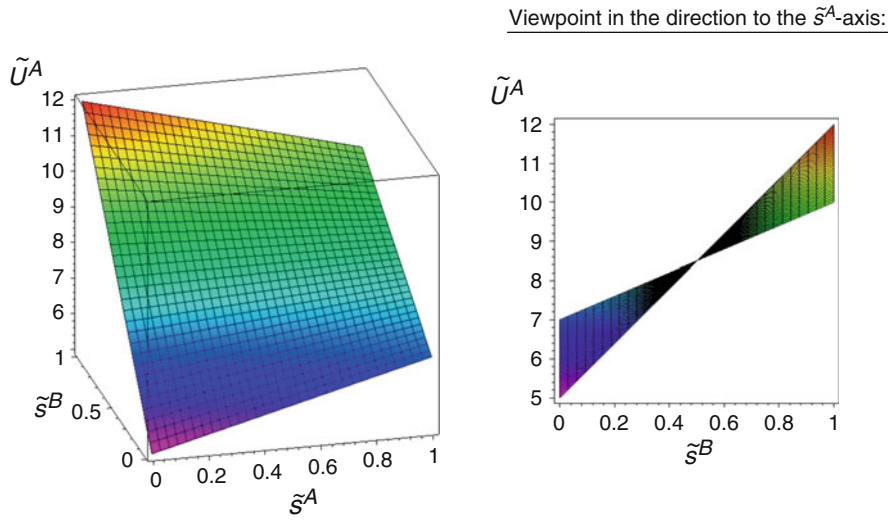 Viewpoint in the direction to the s̃ᴬ-axis:
Ũᴬ
12
11
10
9
8
7
6
1
s̃ᴮ 0.5
0
0 0.2 0.4 0.6 0.8 1
s̃ᴬ
Ũᴬ
12
11
10
9
8
7
6
5
0 0.2 0.4 0.6 0.8 1
s̃ᴮ